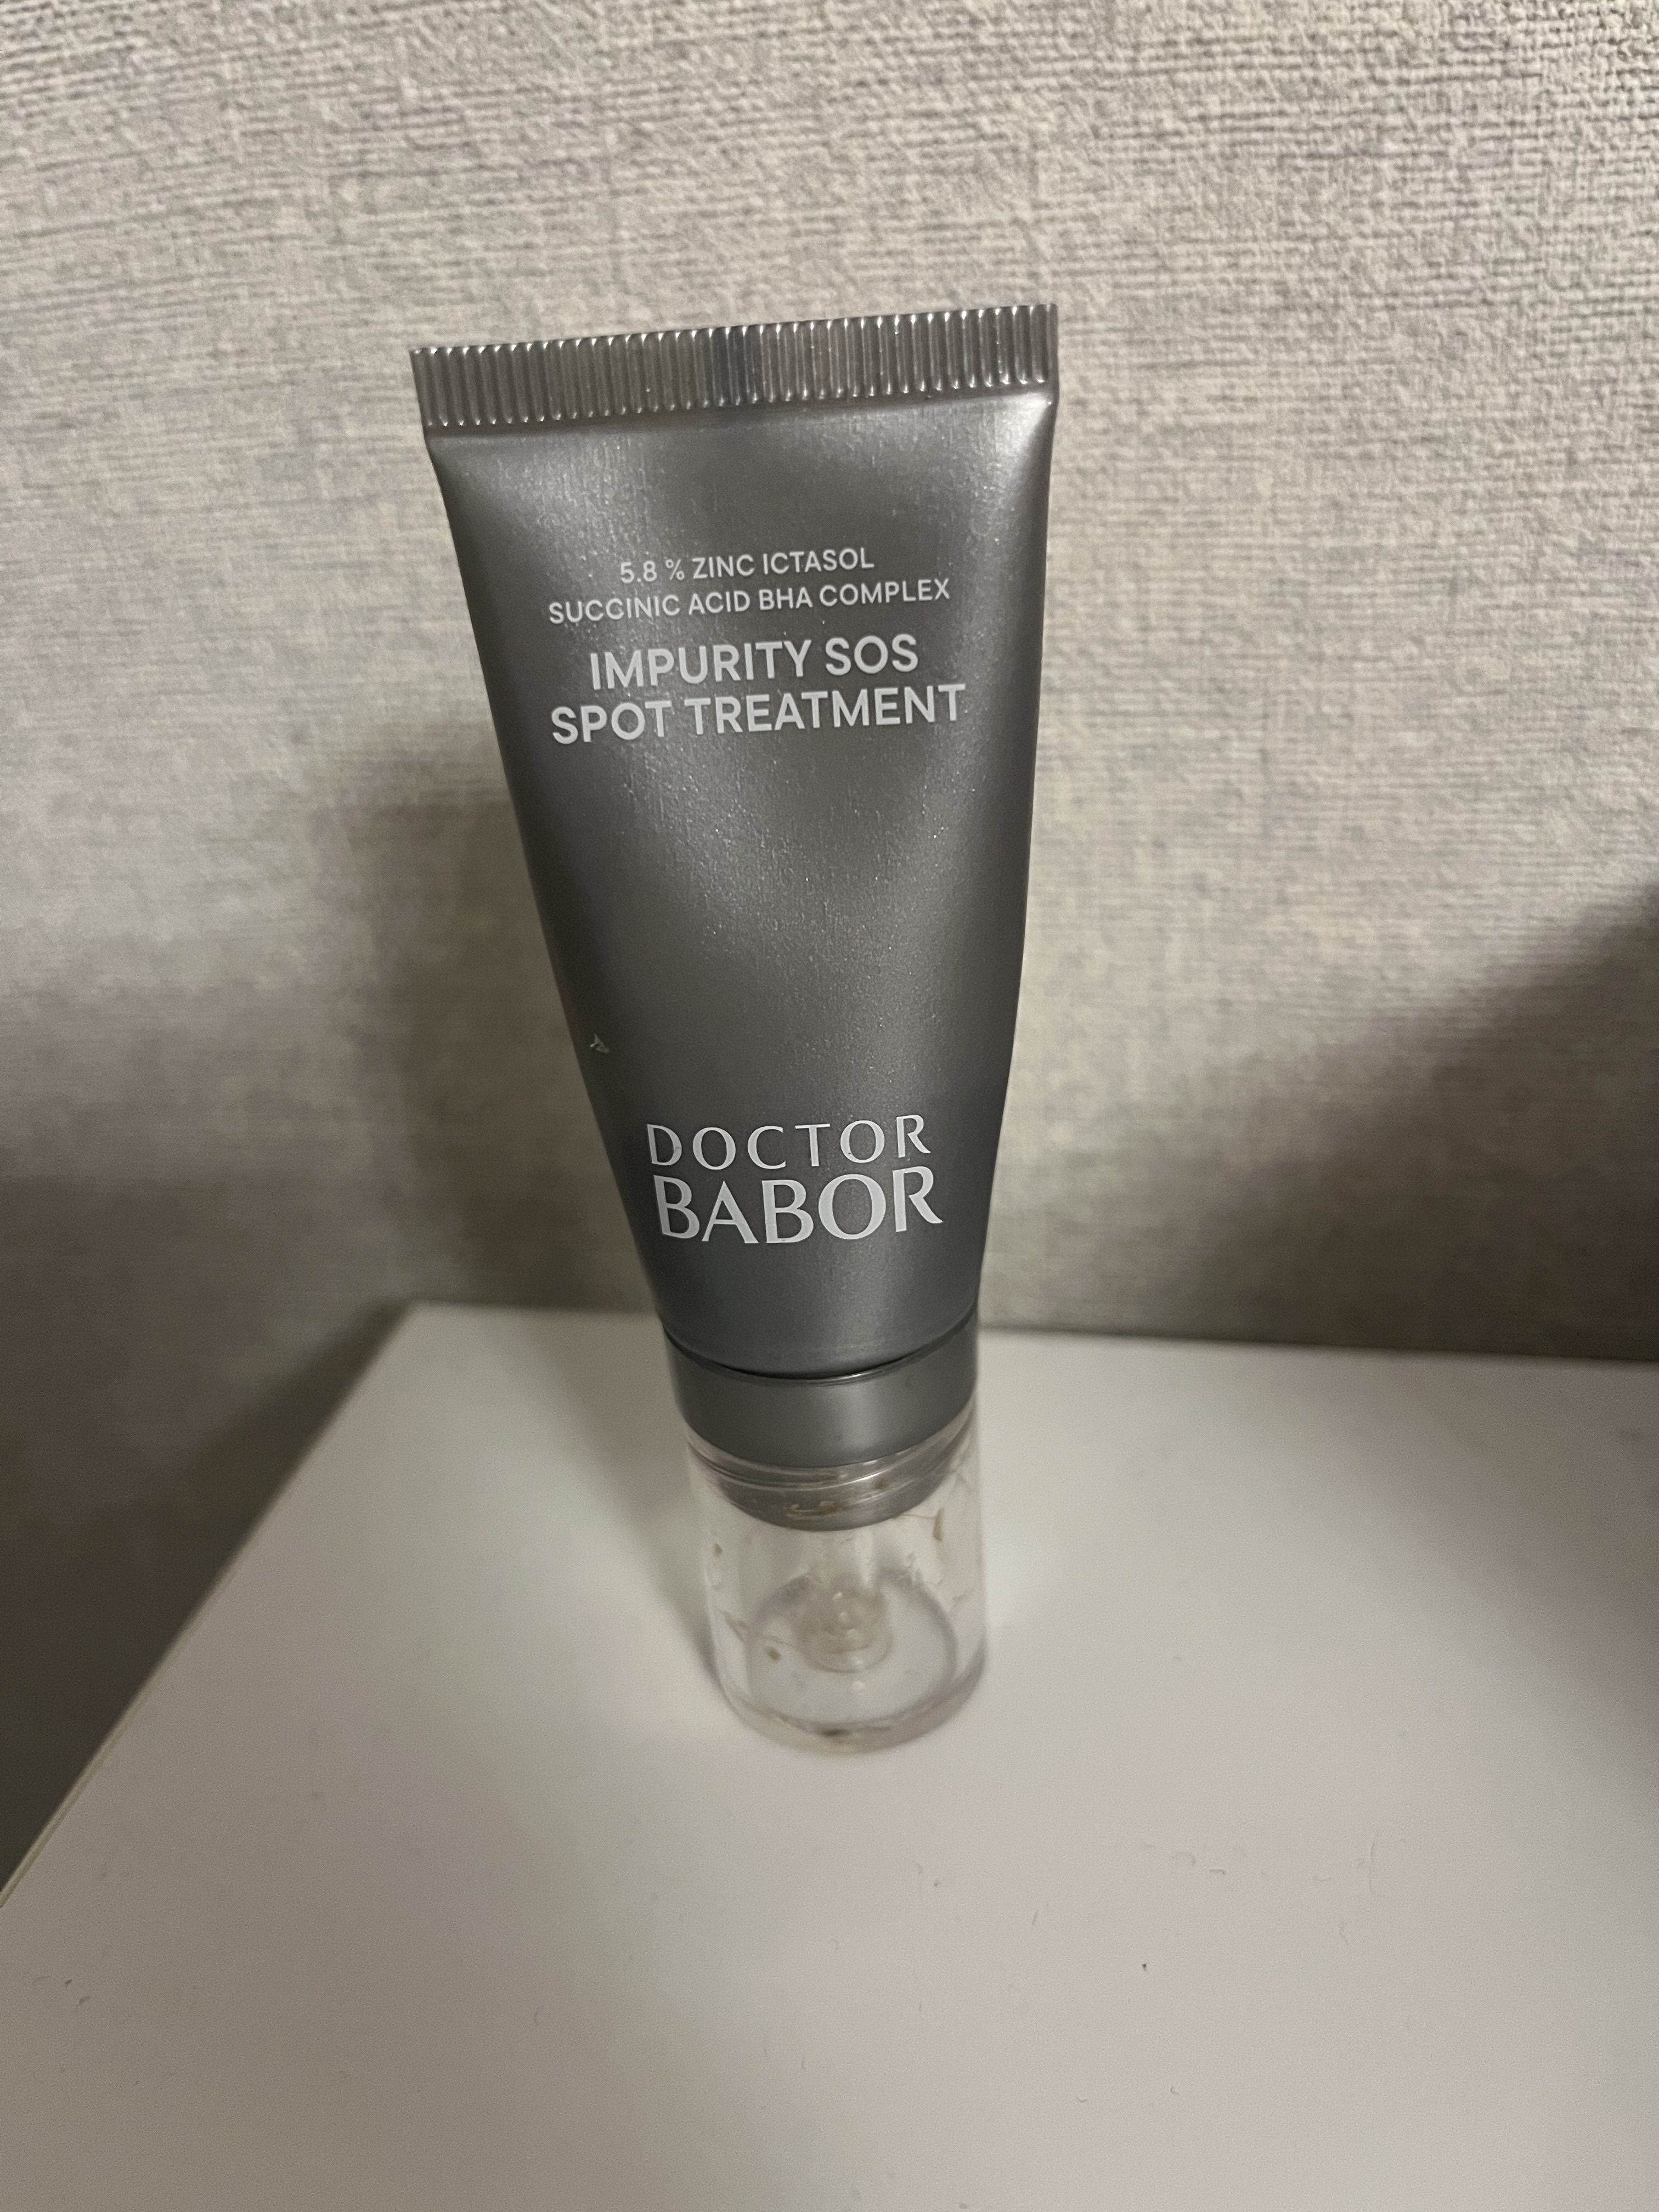 5.8 % ZINC ICTASOL
SUCCINIC ACID BHA COMPLEX
IMPURITY SOS
SPOT TREATMENT
DOCTOR
BABOR